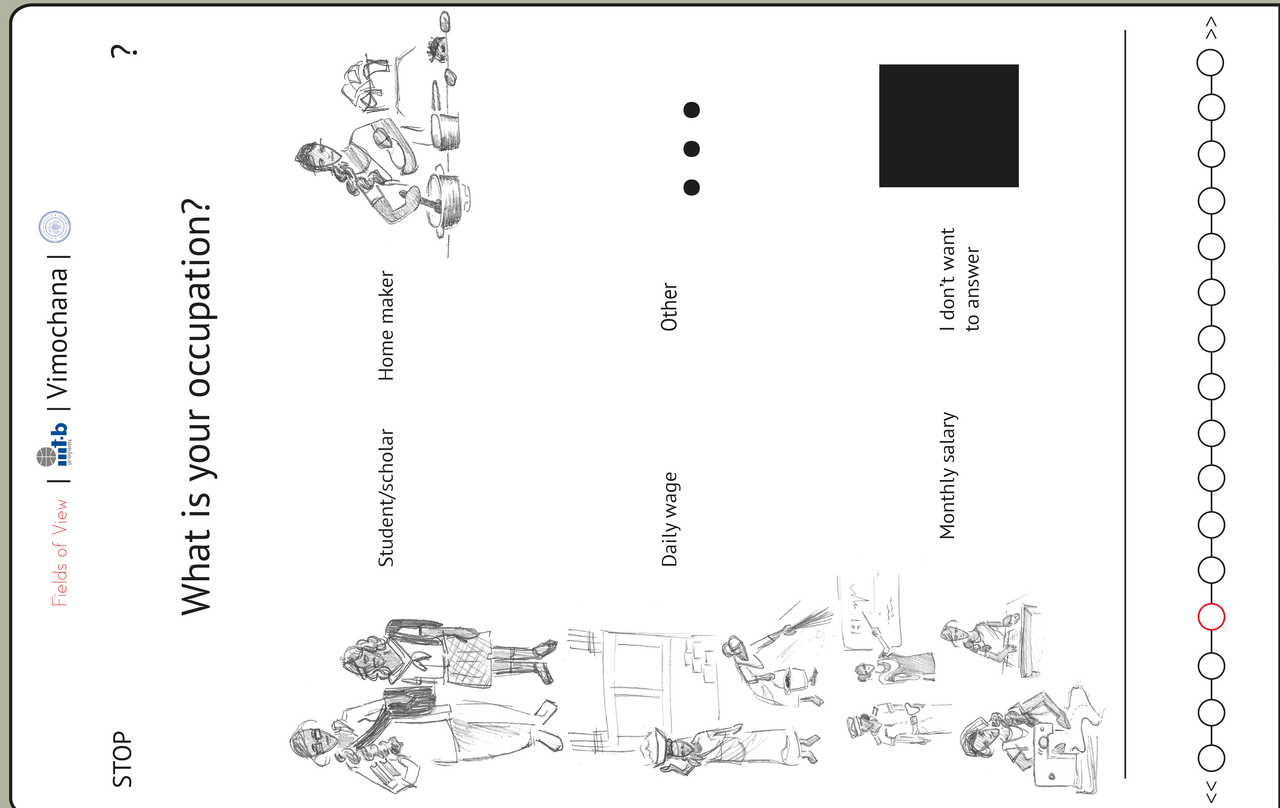 Fields of View | iiitb | Vimochana |
STOP
?
What is your occupation?
Student/scholar
Home maker
Daily wage
Other
Monthly salary
I don't want
to answer
<< >>